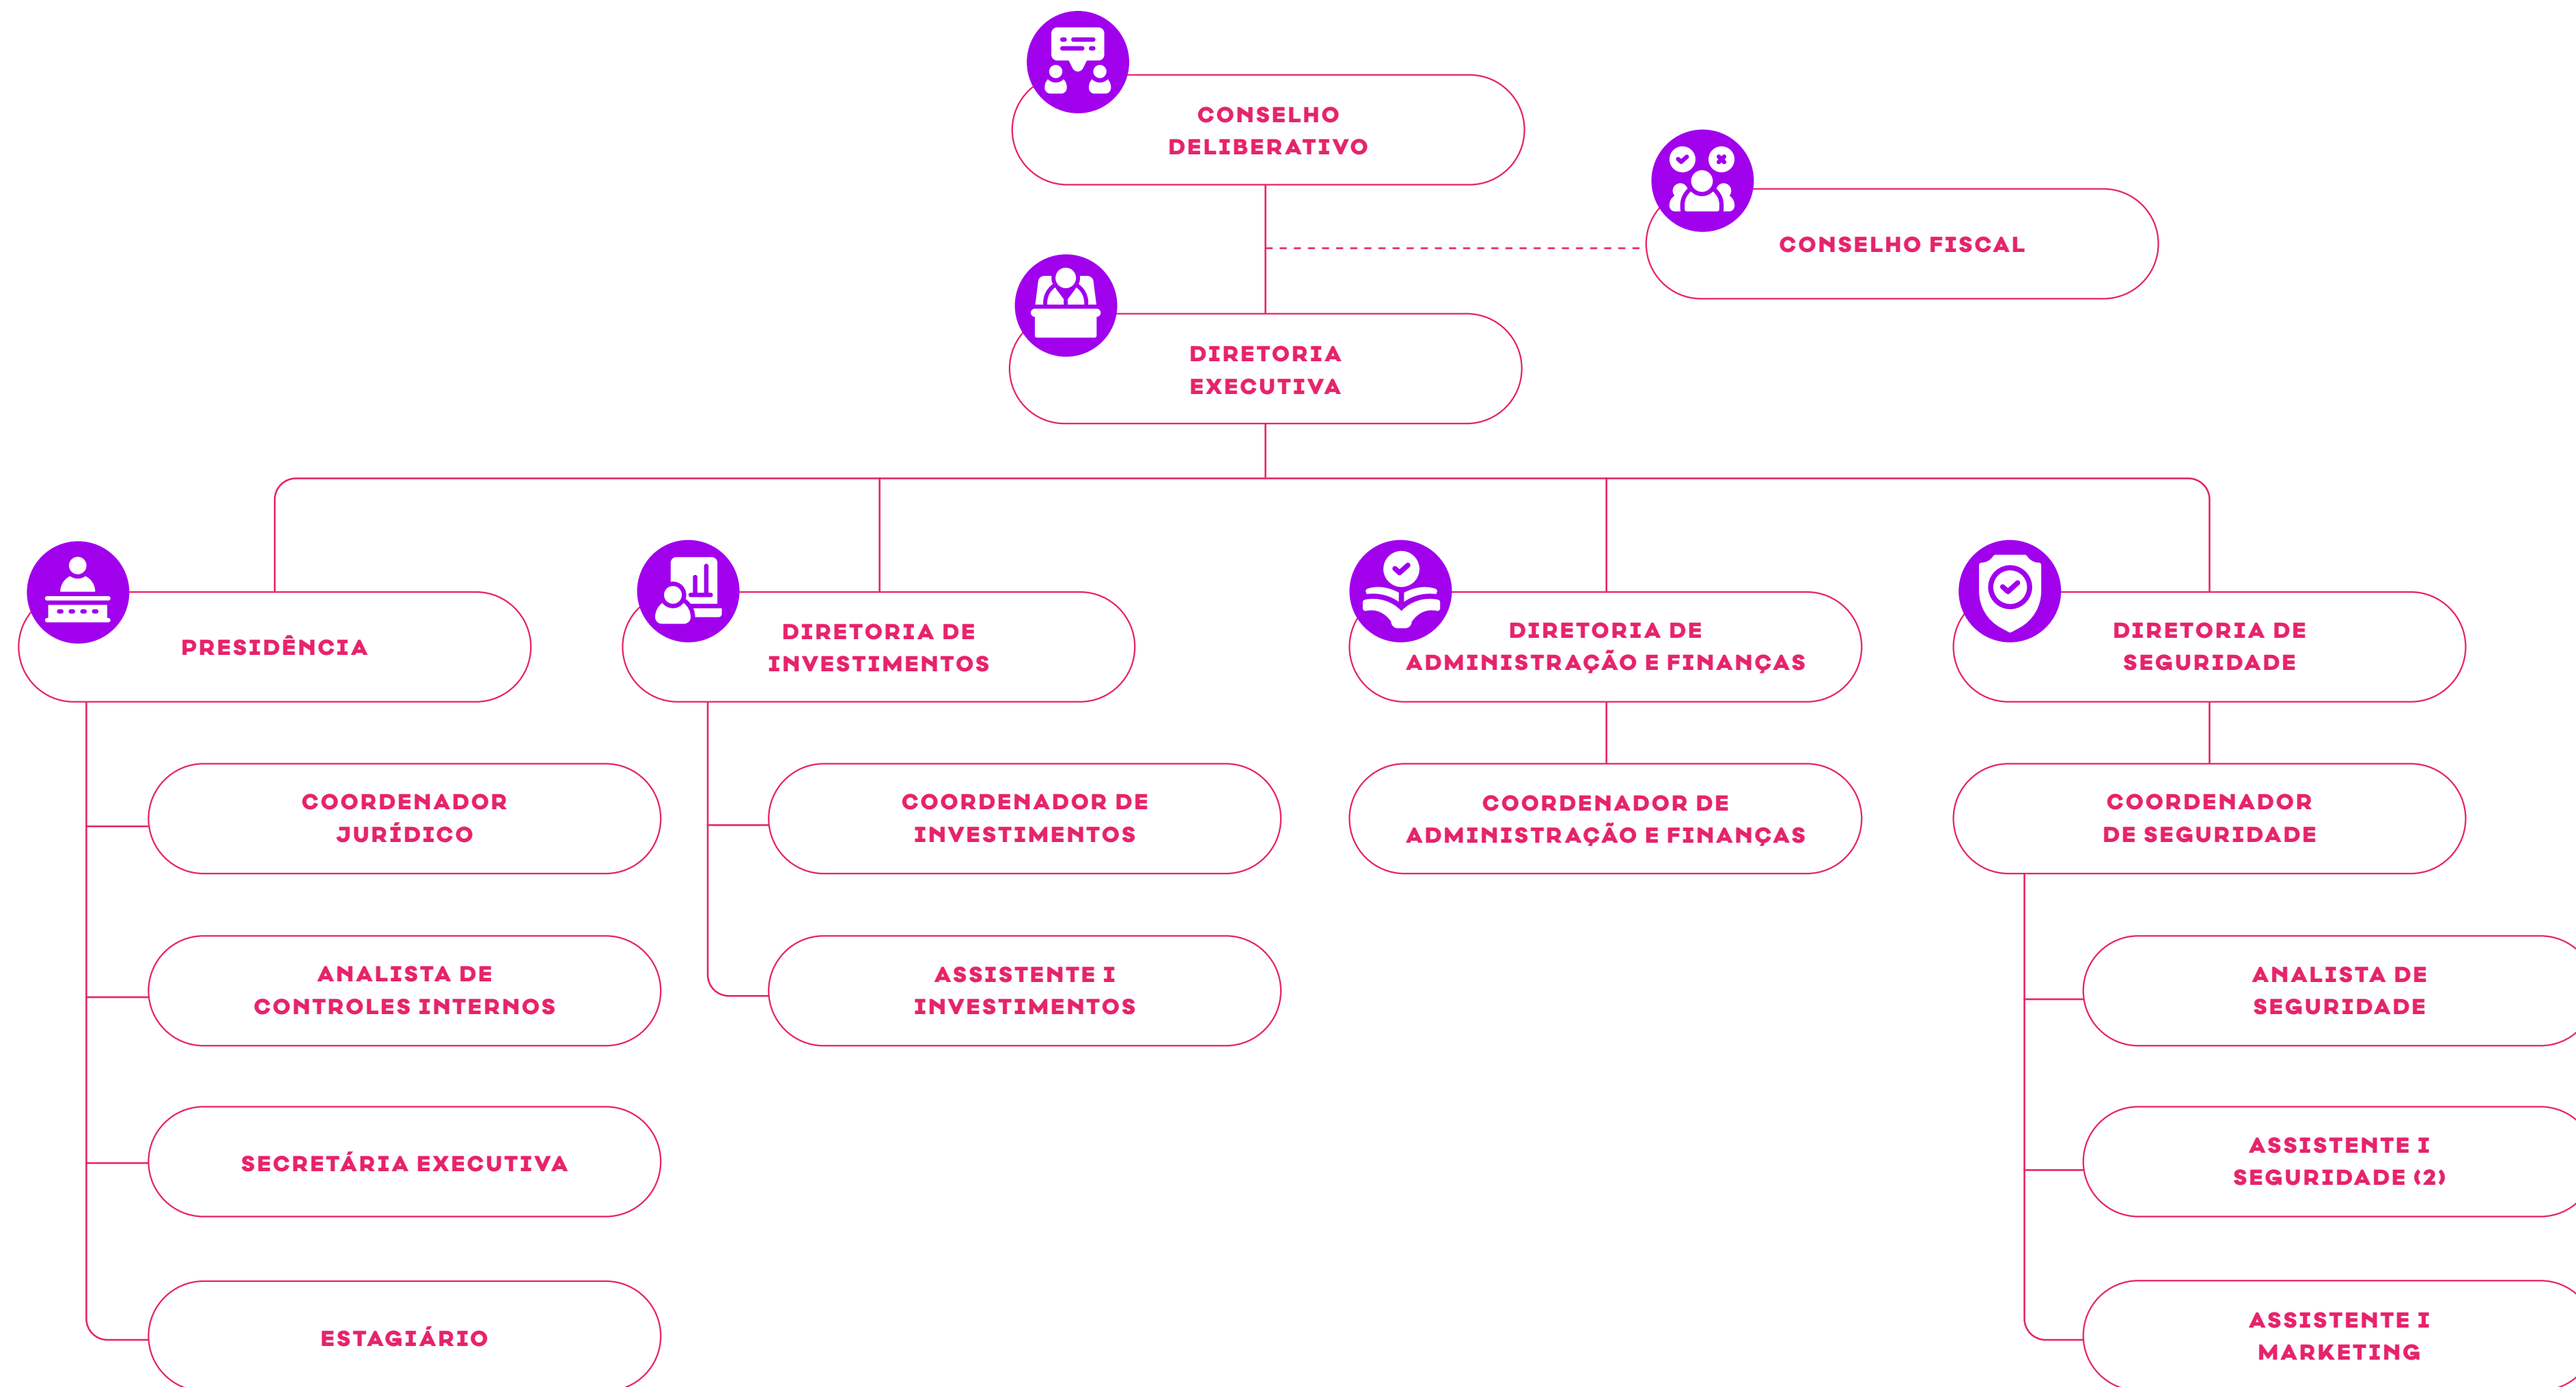 CONSELHO
DELIBERATIVO
CONSELHO FISCAL
DIRETORIA
EXECUTIVA
PRESIDÊNCIA
DIRETORIA DE
INVESTIMENTOS
DIRETORIA DE
ADMINISTRAÇÃO E FINANÇAS
DIRETORIA DE
SEGURIDADE
COORDENADOR
JURÍDICO
COORDENADOR DE
INVESTIMENTOS
COORDENADOR DE
ADMINISTRAÇÃO E FINANÇAS
COORDENADOR
DE SEGURIDADE
ANALISTA DE
CONTROLES INTERNOS
ASSISTENTE I
INVESTIMENTOS
ANALISTA DE
SEGURIDADE
SECRETÁRIA EXECUTIVA
ASSISTENTE I
SEGURIDADE (2)
ESTAGIÁRIO
ASSISTENTE I
MARKETING